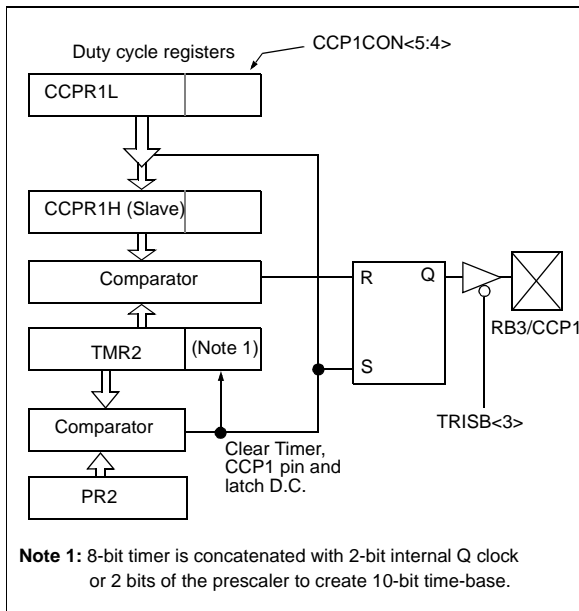 Duty cycle registers
CCP1CON<5:4>
CCPR1L
CCPR1H (Slave)
Comparator
R
Q
RB3/CCP1
TMR2
(Note 1)
S
TRISB<3>
Comparator
Clear Timer,
CCP1 pin and
latch D.C.
PR2
Note 1: 8-bit timer is concatenated with 2-bit internal Q clock
or 2 bits of the prescaler to create 10-bit time-base.